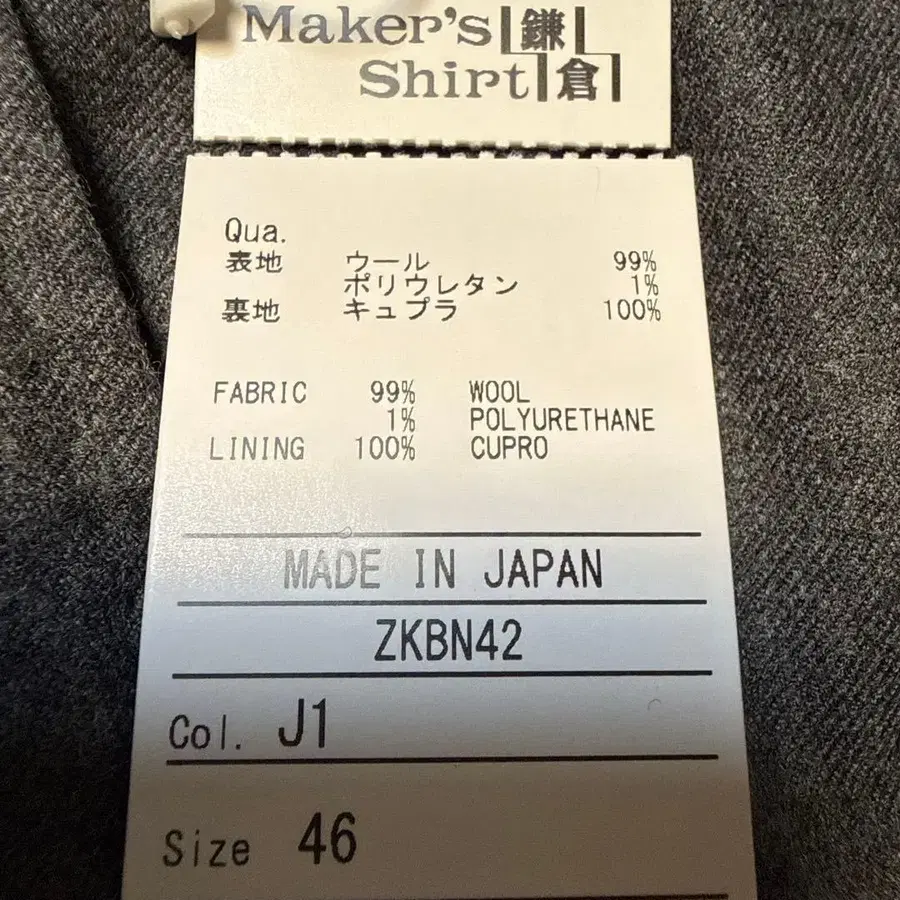 Maker's 鎌
Shirt 倉
Qua.
表地 ウール 99%
ポリウレタン 1%
裏地 キュプラ 100%
FABRIC 99% WOOL
1% POLYURETHANE
LINING 100% CUPRO
MADE IN JAPAN
ZKBN42
Col. J1
Size 46